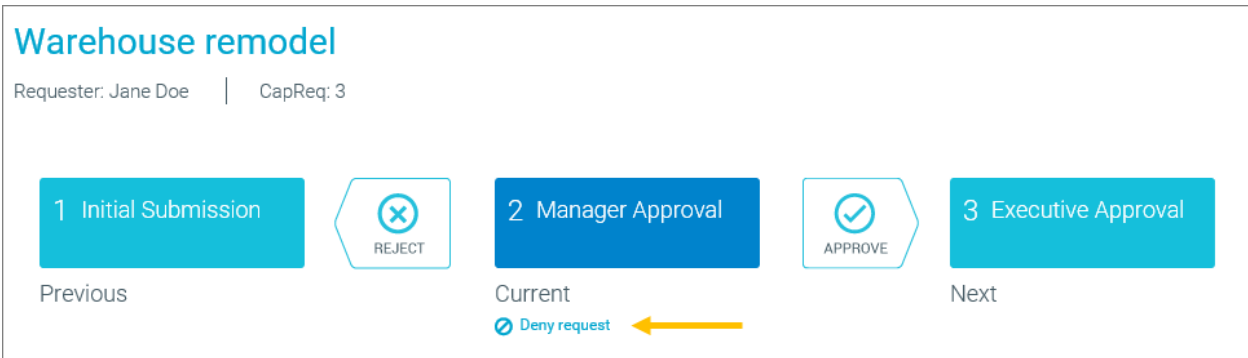 Warehouse remodel
Requester: Jane Doe | CapReq: 3
1 Initial Submission
REJECT
2 Manager Approval
APPROVE
3 Executive Approval
Previous
Current
Next
Deny request